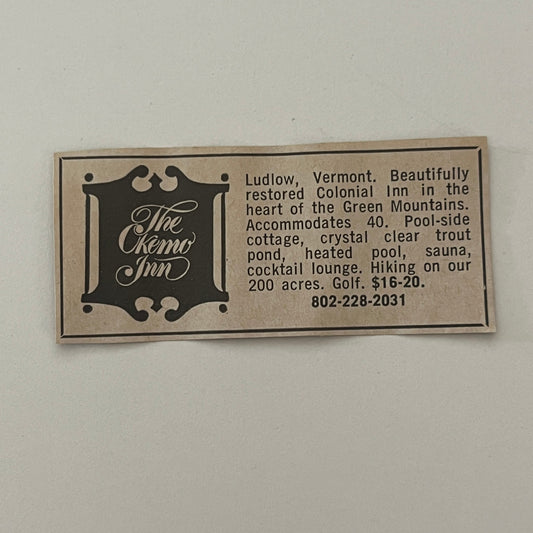 The
Okemo
Inn
Ludlow, Vermont. Beautifully
restored Colonial Inn in the
heart of the Green Mountains.
Accommodates 40. Pool-side
cottage, crystal clear trout
pond, heated pool, sauna,
cocktail lounge. Hiking on our
200 acres. Golf. $16-20.
802-228-2031